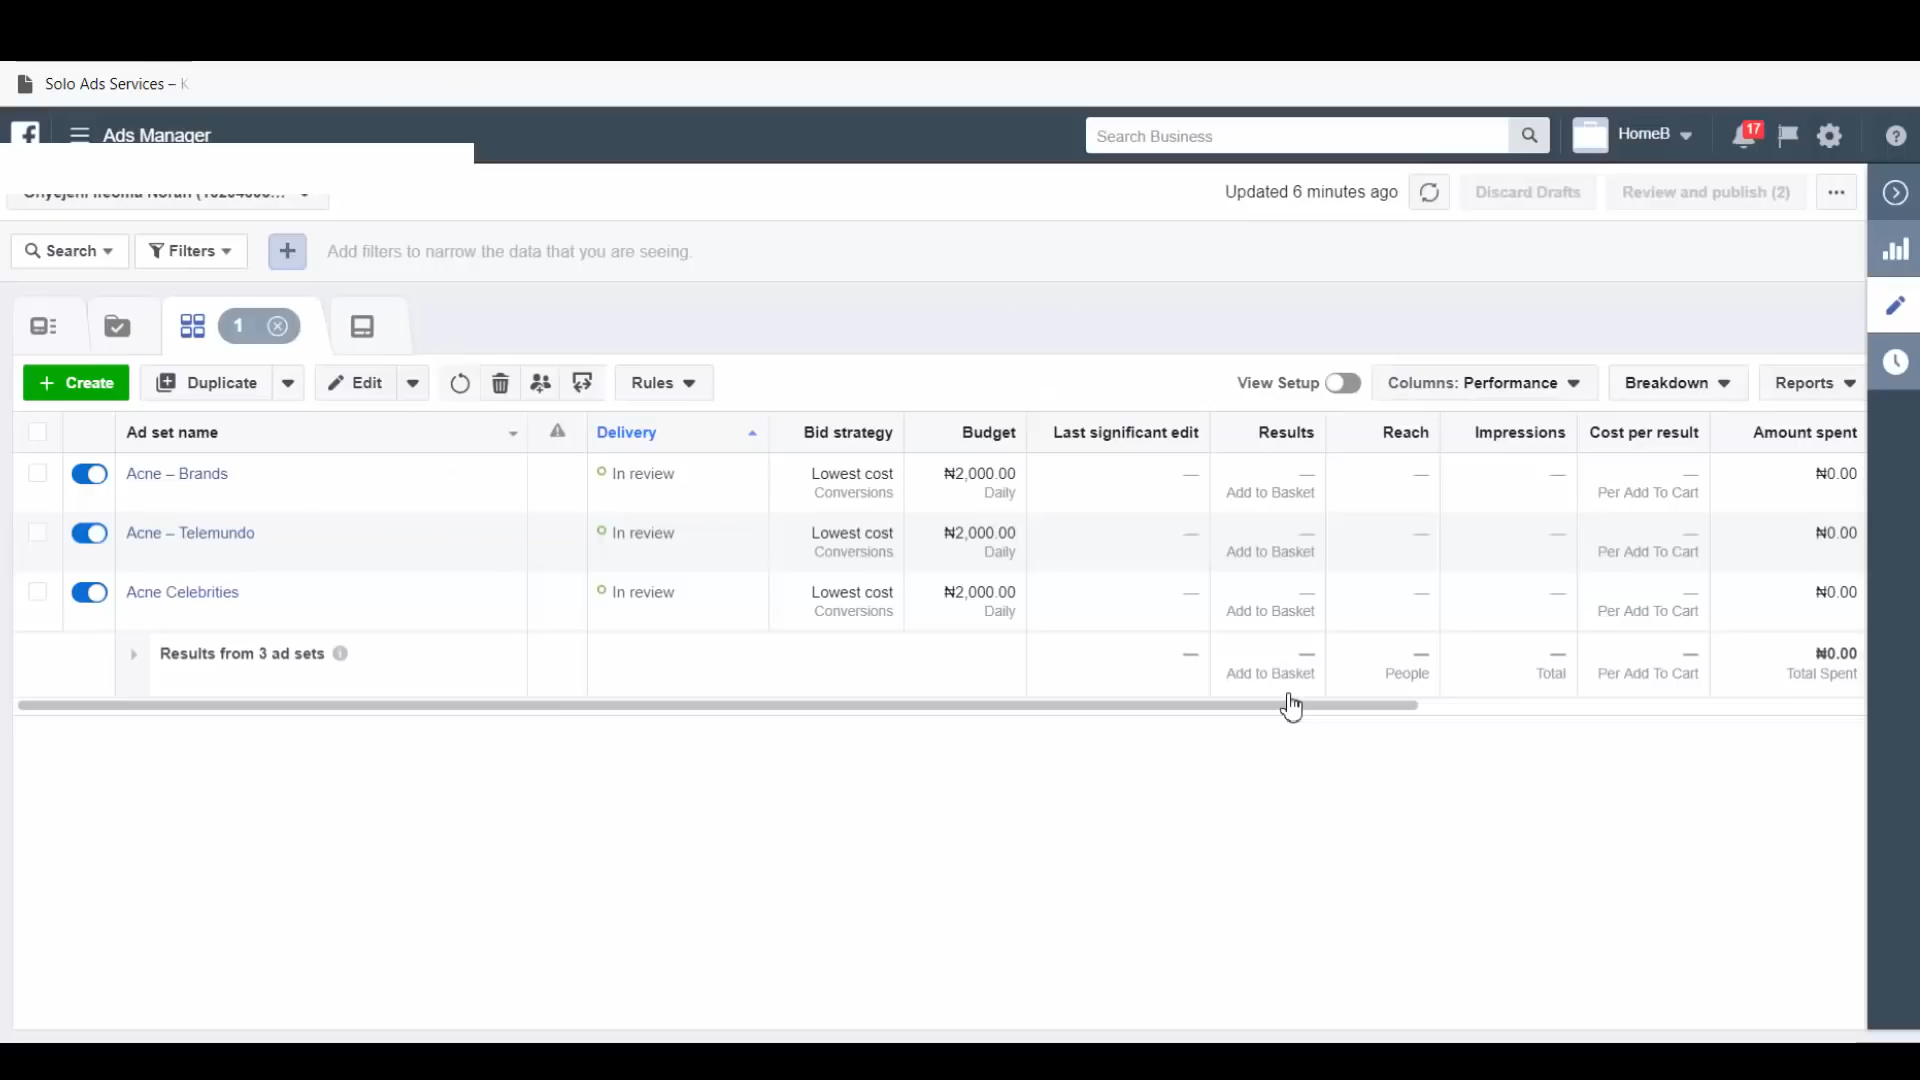 Solo Ads Services – K
Ads Manager
Search Business
HomeB
17
Updated 6 minutes ago
Discard Drafts
Review and publish (2)
Search
Filters
Add filters to narrow the data that you are seeing.
1
+ Create
Duplicate
Edit
Rules
View Setup
Columns: Performance
Breakdown
Reports
Ad set name Delivery Bid strategy Budget Last significant edit Results Reach Impressions Cost per result Amount spent
Acne – Brands In review Lowest cost ₦2,000.00 — — — — — ₦0.00
Conversions Daily Add to Basket Per Add To Cart
Acne – Telemundo In review Lowest cost ₦2,000.00 — — — — — ₦0.00
Conversions Daily Add to Basket Per Add To Cart
Acne Celebrities In review Lowest cost ₦2,000.00 — — — — — ₦0.00
Conversions Daily Add to Basket Per Add To Cart
Results from 3 ad sets — — — — — ₦0.00
Add to Basket People Total Per Add To Cart Total Spent